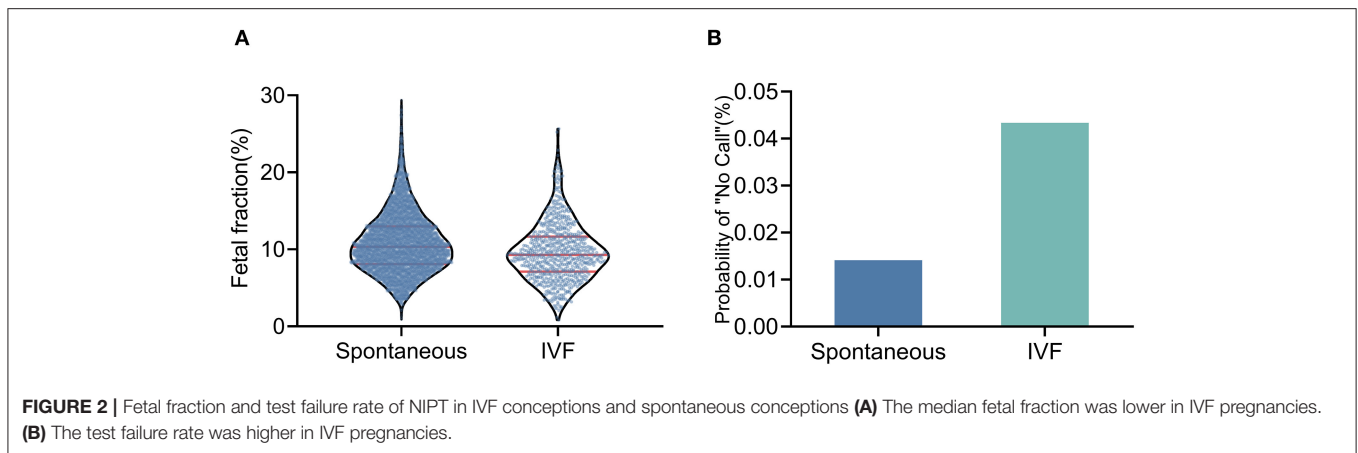 A
Fetal fraction(%)
30
20
10
0
Spontaneous
IVF
B
Probability of "No Call"(%)
0.05
0.04
0.03
0.02
0.01
0.00
Spontaneous
IVF
FIGURE 2 | Fetal fraction and test failure rate of NIPT in IVF conceptions and spontaneous conceptions (A) The median fetal fraction was lower in IVF pregnancies.
(B) The test failure rate was higher in IVF pregnancies.